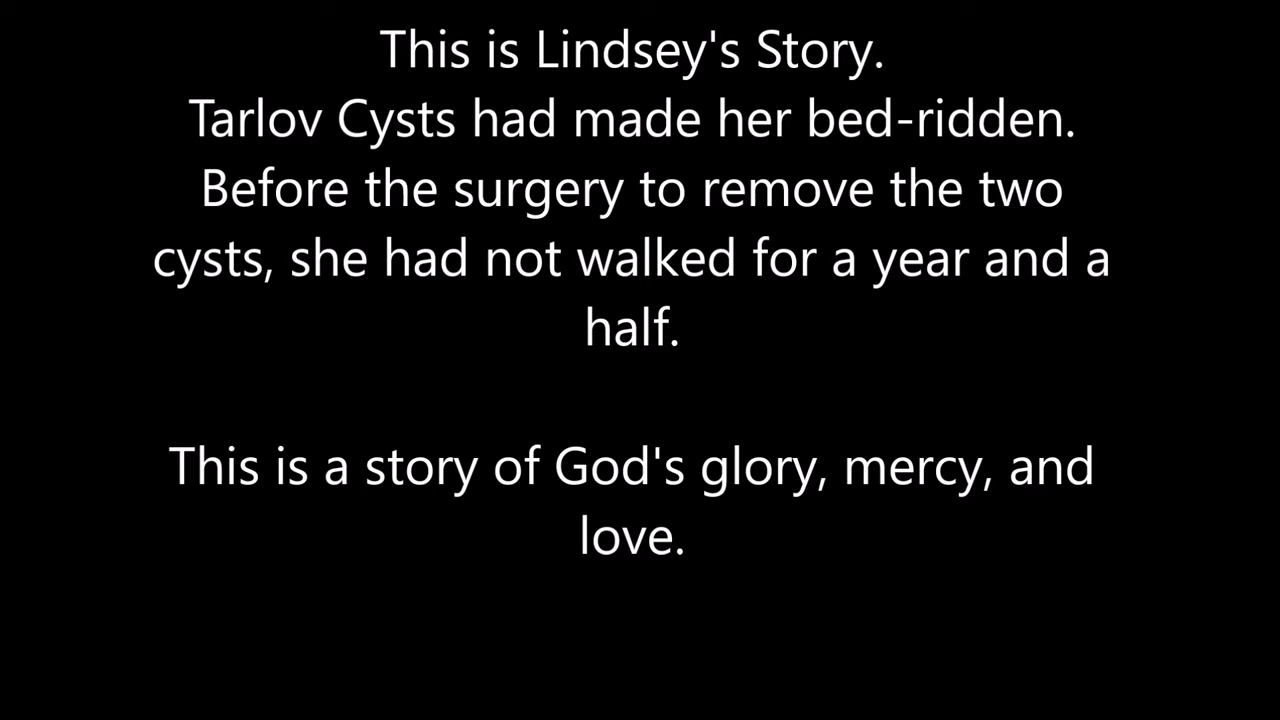 This is Lindsey's Story.
Tarlov Cysts had made her bed-ridden.
Before the surgery to remove the two
cysts, she had not walked for a year and a
half.
This is a story of God's glory, mercy, and
love.